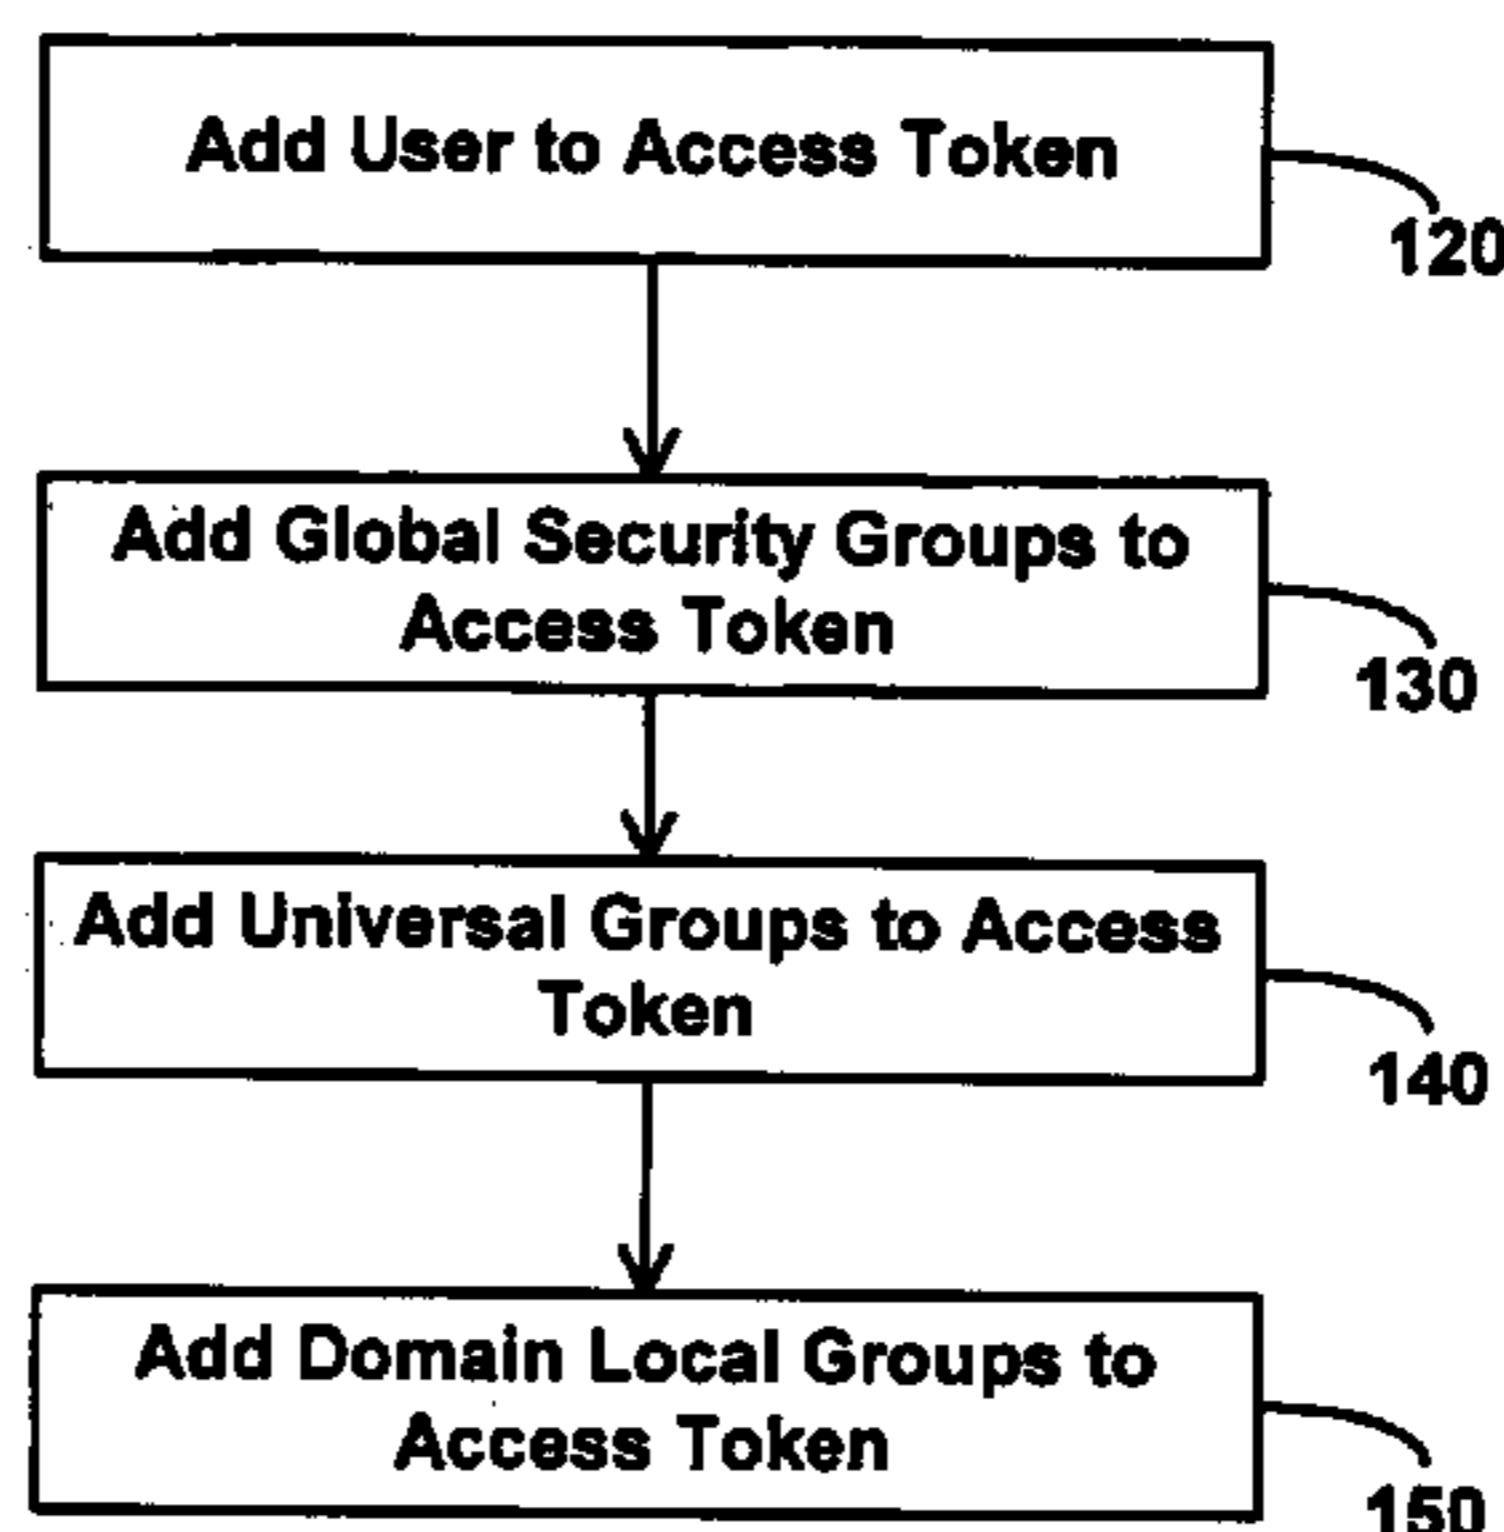 Add User to Access Token
120
Add Global Security Groups to
Access Token
130
Add Universal Groups to Access
Token
140
Add Domain Local Groups to
Access Token
150